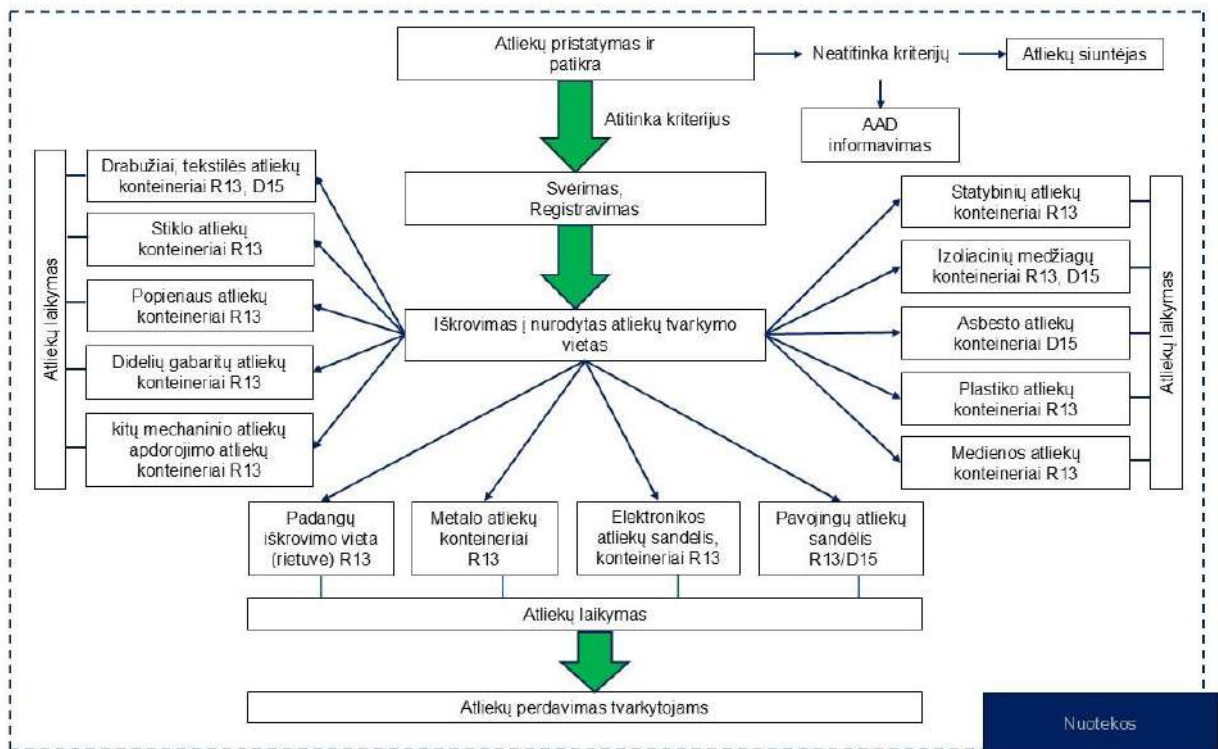 Atliekų pristatymas ir
patikra
Neatitinka kriterijų
Atliekų siuntėjas
Atitinka kriterijus
AAD
informavimas
Svėrimas,
Registravimas
Iškrovimas į nurodytas atliekų tvarkymo
vietas
Atliekų laikymas
Drabužiai, tekstilės atliekų
konteineriai R13, D15
Stiklo atliekų
konteineriai R13
Popieriaus atliekų
konteineriai R13
Didelių gabaritų atliekų
konteineriai R13
kitų mechaninio atliekų
apdorojimo atliekų
konteineriai R13
Statybinių atliekų
konteineriai R13
Izoliacinių medžiagų
konteineriai R13, D15
Asbesto atliekų
konteineriai D15
Plastiko atliekų
konteineriai R13
Medienos atliekų
konteineriai R13
Atliekų laikymas
Padangų
iškrovimo vieta
(rietuvė) R13
Metalo atliekų
konteineriai
R13
Elektronikos
atliekų sandėlis,
konteineriai R13
Pavojingų atliekų
sandėlis
R13/D15
Atliekų laikymas
Atliekų perdavimas tvarkytojams
Nuotekos